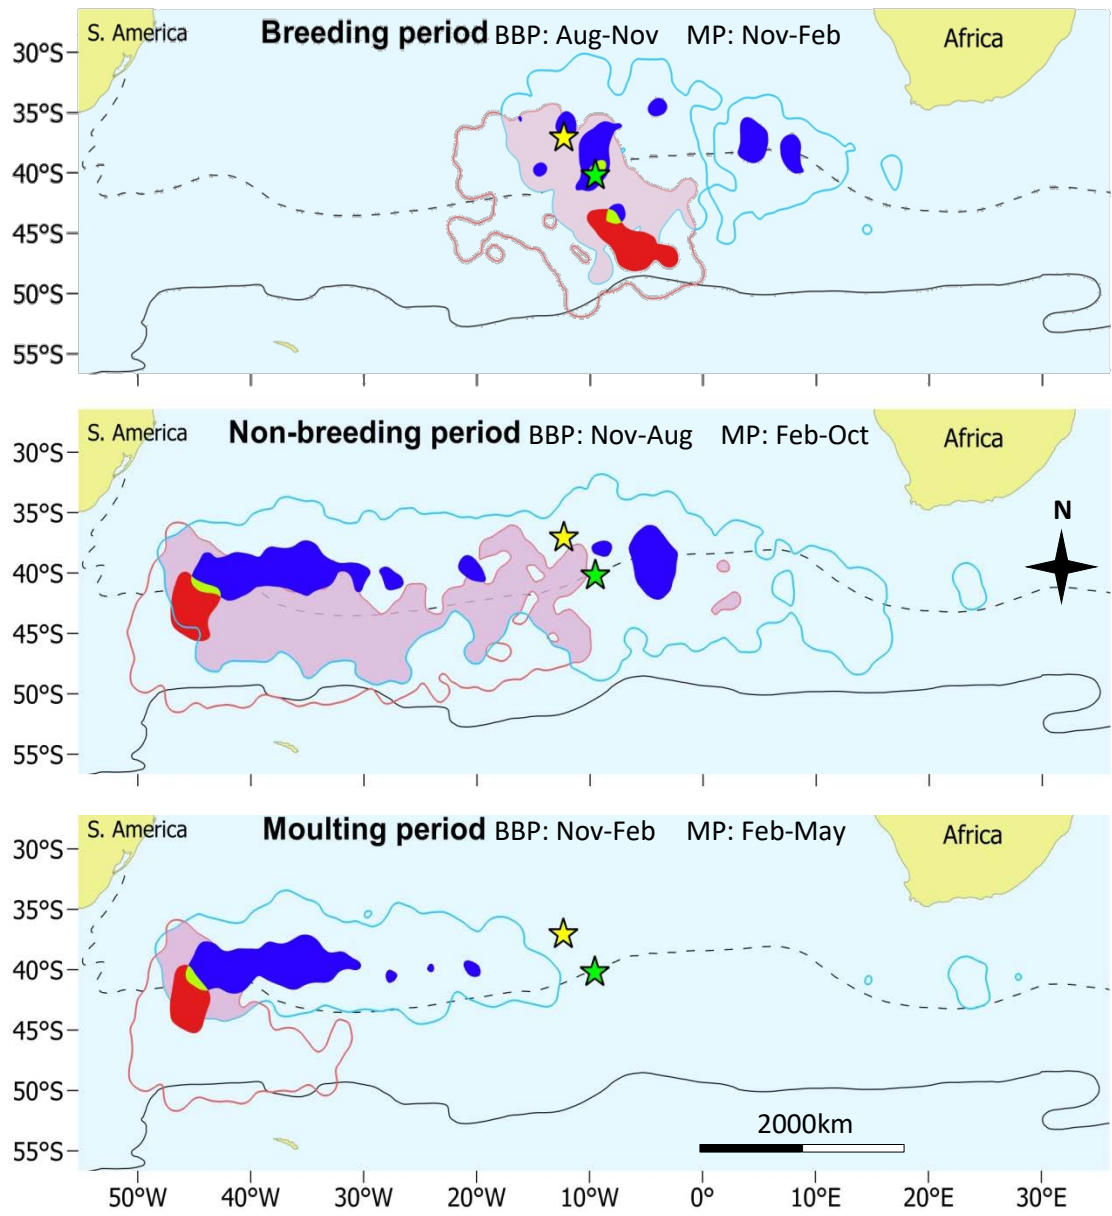 S. America Breeding period BBP: Aug-Nov MP: Nov-Feb Africa
30°S
35°S
40°S
45°S
50°S
55°S
S. America Non-breeding period BBP: Nov-Aug MP: Feb-Oct Africa
30°S
35°S
N
40°S
45°S
50°S
55°S
S. America Moulting period BBP: Nov-Feb MP: Feb-May Africa
30°S
35°S
40°S
45°S
50°S
2000km
55°S
50°W 40°W 30°W 20°W 10°W 0° 10°E 20°E 30°E